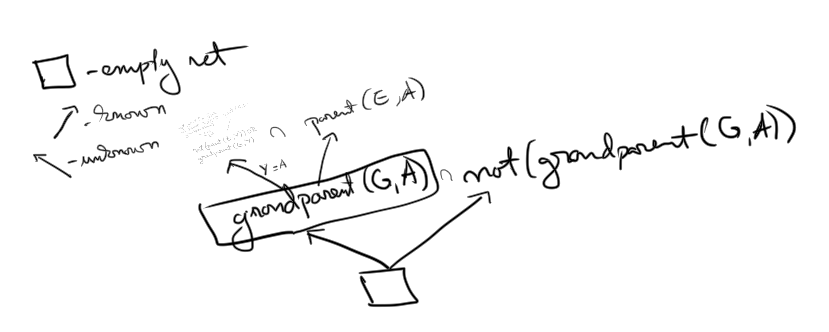 - empty set
- known
- unknown
∩ parent(E,A)
Y=A
grandparent(G,A) ∩ not(grandparent(G,A))